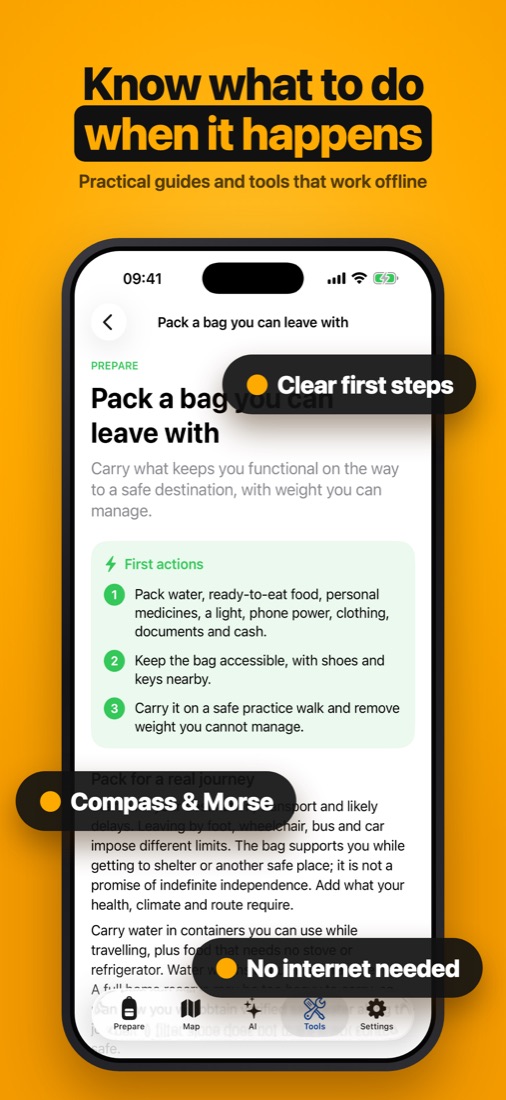 Know what to do
when it happens
Practical guides and tools that work offline
09:41
Pack a bag you can leave with
PREPARE
Clear first steps
Pack a bag you can
leave with
Carry what keeps you functional on the way
to a safe destination, with weight you can
manage.
First actions
1 Pack water, ready-to-eat food, personal
medicines, a light, phone power, clothing,
documents and cash.
2 Keep the bag accessible, with shoes and
keys nearby.
3 Carry it on a safe practice walk and remove
weight you cannot manage.
Pack for a real journey
Compass & Morse
and likely
delays. Leaving by foot, wheelchair, bus and car
impose different limits. The bag supports you while
getting to shelter or another safe place; it is not a
promise of indefinite independence. Add what your
health, climate and route require.
Carry water in containers you can use while
travelling, plus food that needs no stove or
refrigerator.
No internet needed
Prepare
Map
AI
Tools
Settings
safe.